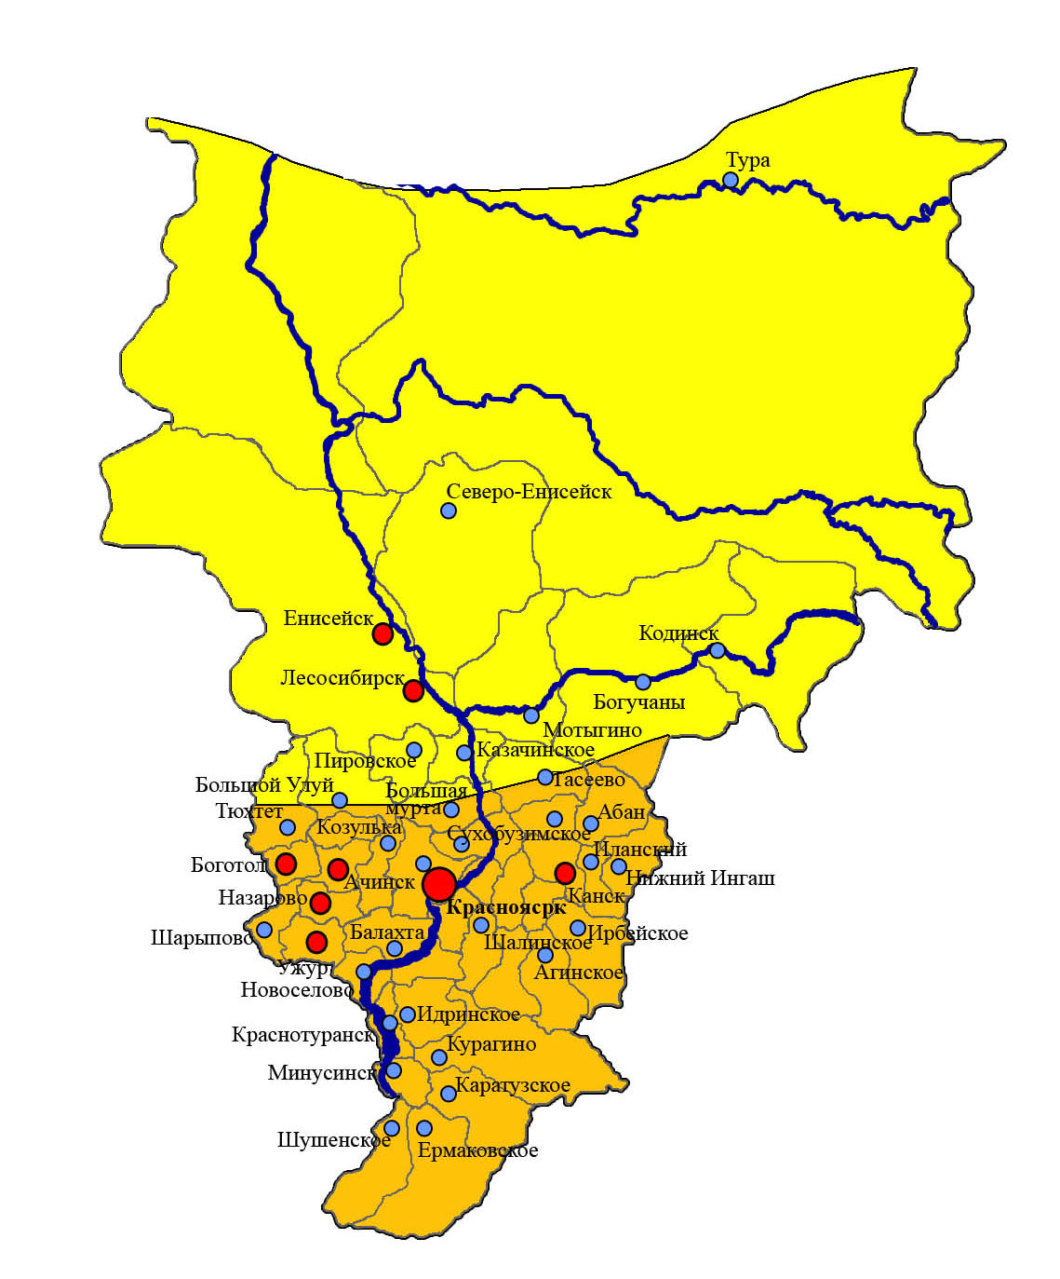 Тура
Северо-Енисейск
Енисейск
Кодинск
Лесосибирск
Богучаны
Мотыгино
Казачинское
Пировское
Тасеево
Большой Улуй
Большая
мурта
Тюхтет
Абан
Козулька
Сухобузимское
Иланский
Боготол
Нижний Ингаш
Ачинск
Канск
Назарово
Красноясрк
Балахта
Ирбейское
Шарыпово
Шалинское
Ужур
Агинское
Новоселово
Идринское
Краснотуранск
Курагино
Минусинск
Каратузское
Шушенское
Ермаковское